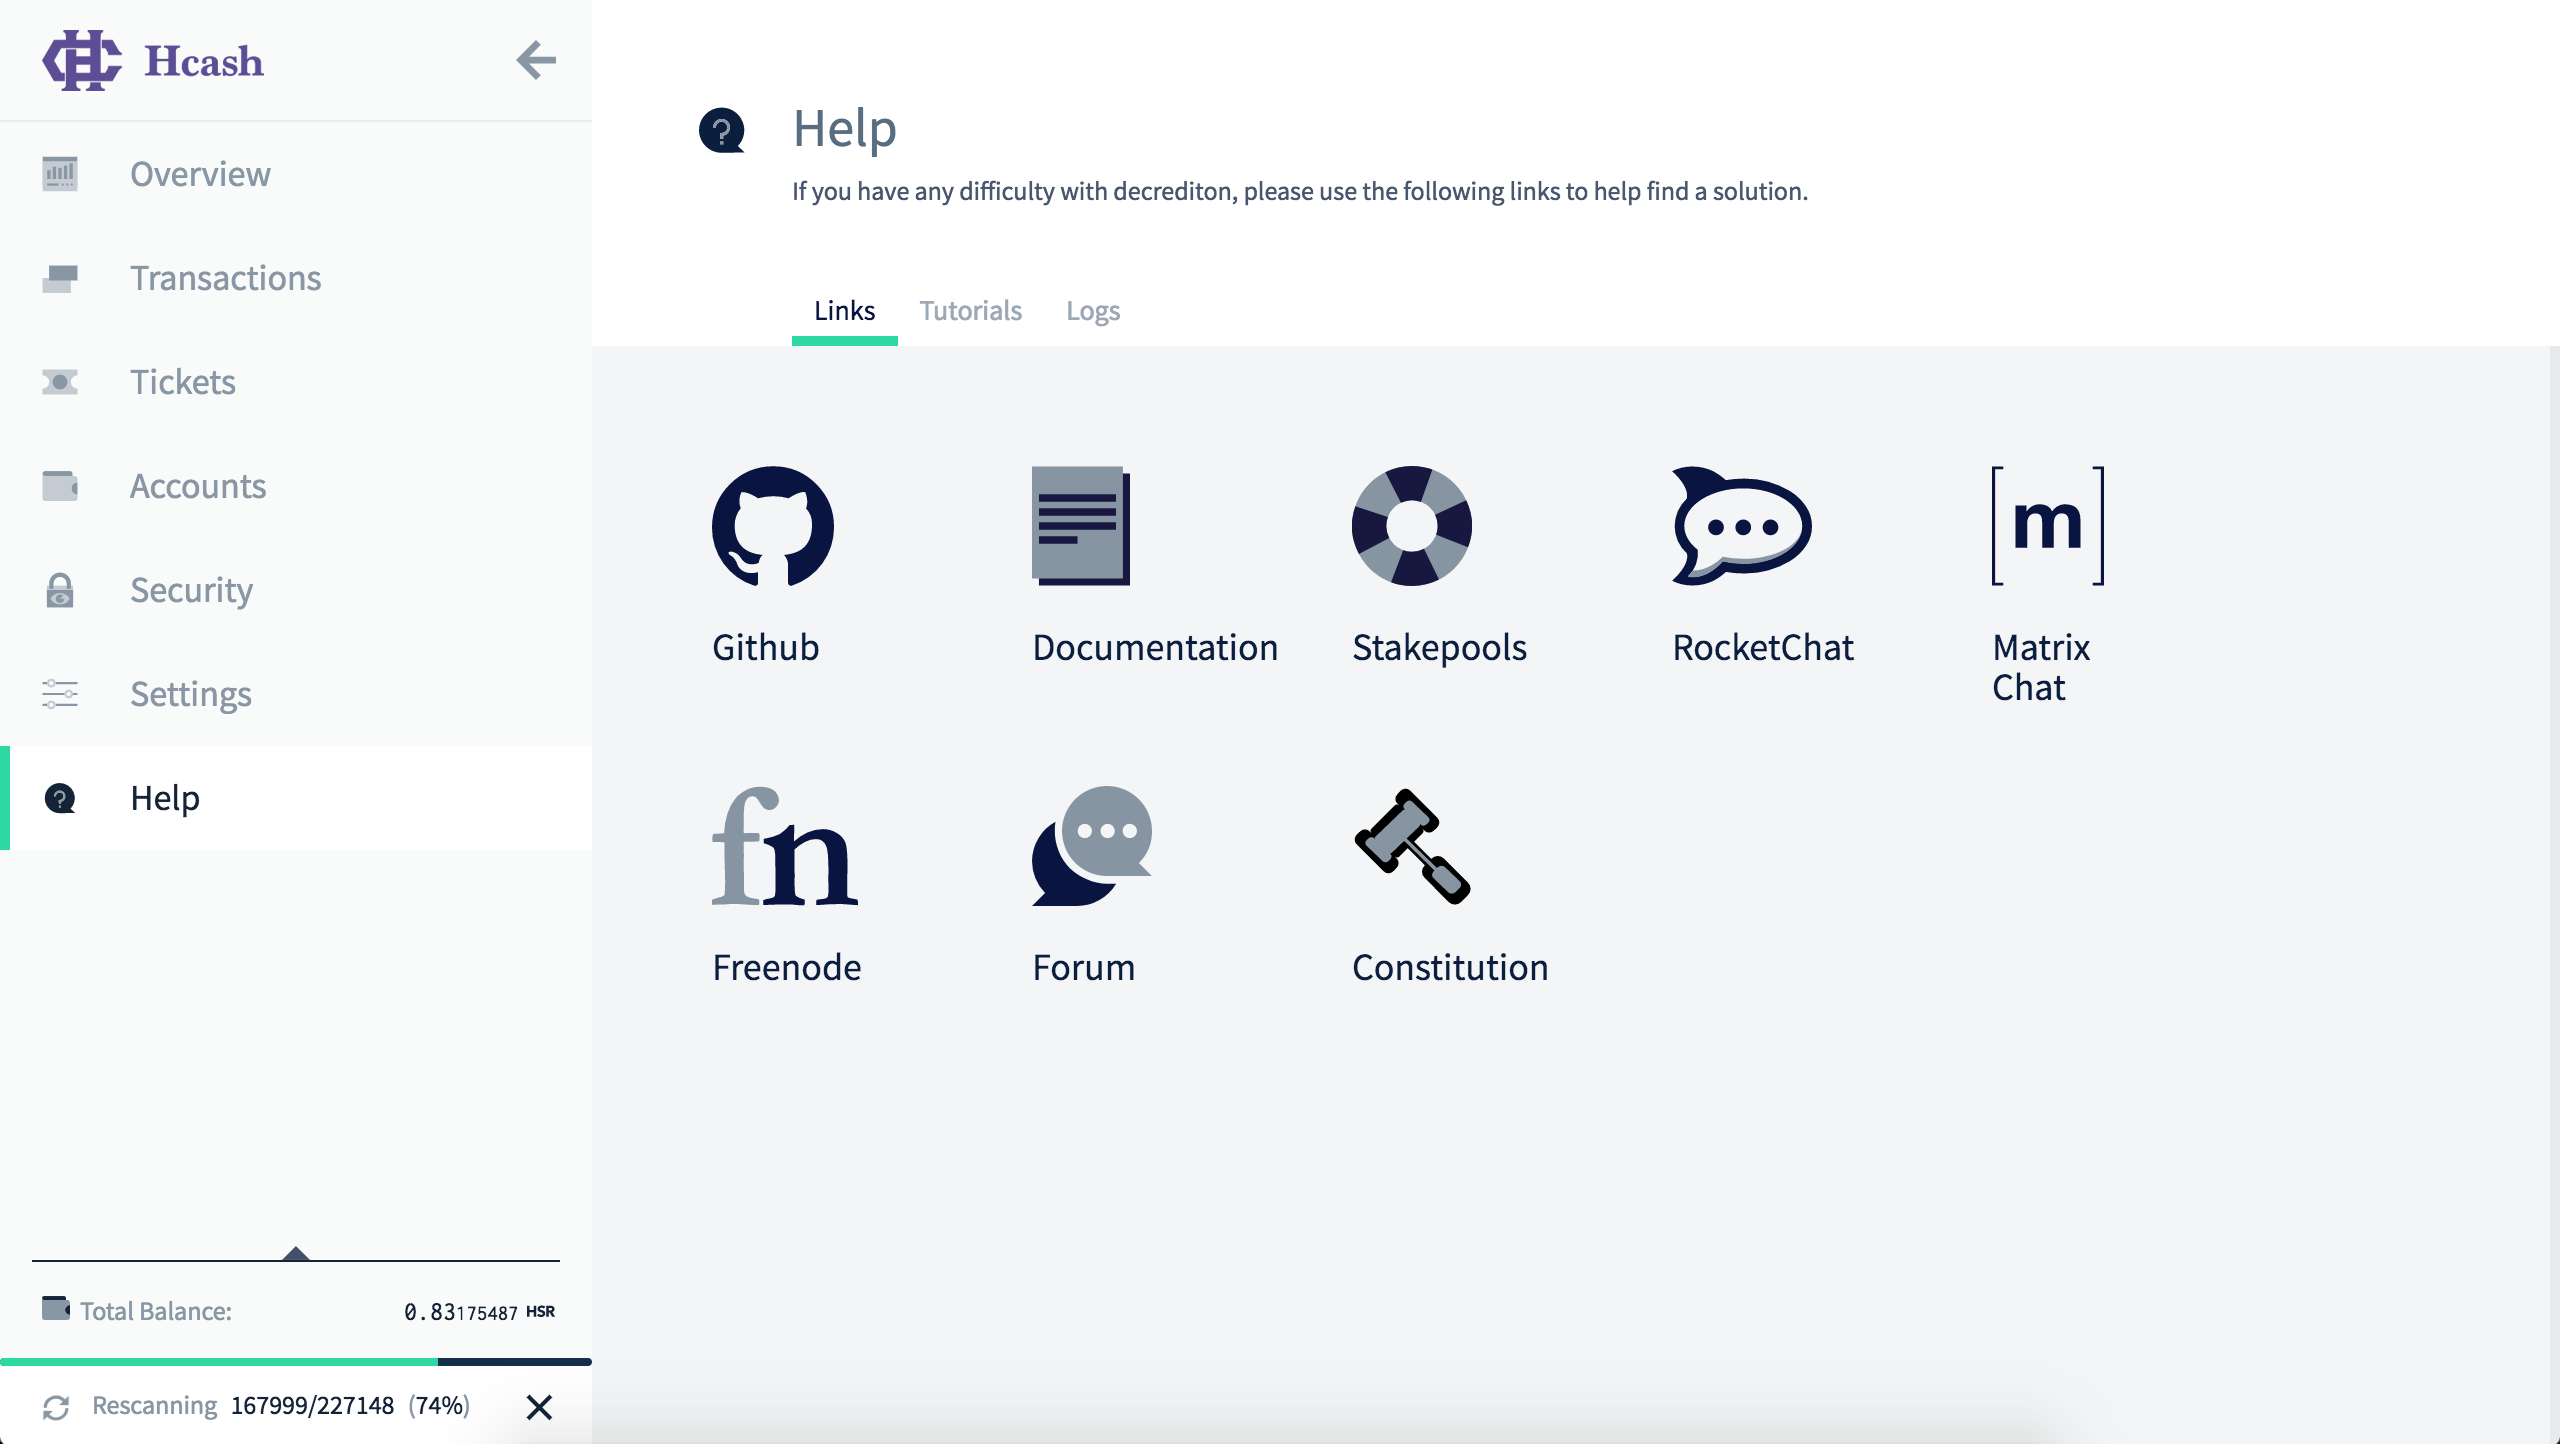 Hcash
Overview
Transactions
Tickets
Accounts
Security
Settings
Help
Total Balance: 0.83175487 HSR
Rescanning 167999/227148 (74%)
Help
If you have any difficulty with decrediton, please use the following links to help find a solution.
Links Tutorials Logs
Github Documentation Stakepools RocketChat Matrix
Chat
Freenode Forum Constitution
[m]
fn